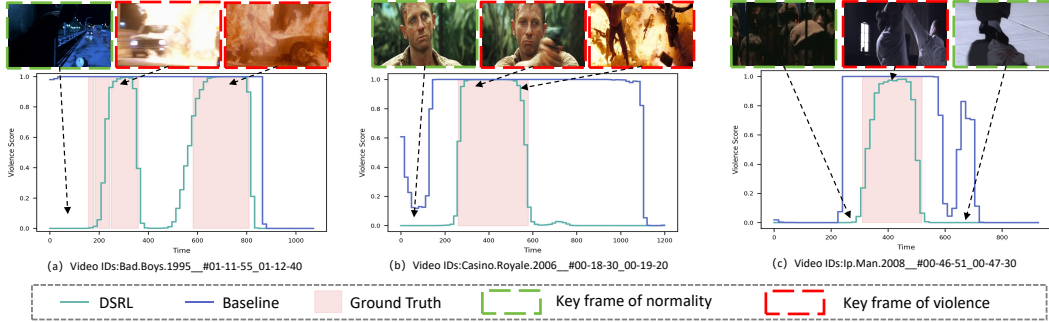 1.0
0.8
0.6
0.4
0.2
0.0
Violence Score
0
200
400
600
800
1000
Time
(a) Video IDs:Bad.Boys.1995__#01-11-55_01-12-40
1.0
0.8
0.6
0.4
0.2
0.0
Violence Score
0
200
400
600
800
1000
1200
Time
(b) Video IDs:Casino.Royale.2006__#00-18-30_00-19-20
1.0
0.8
0.6
0.4
0.2
0.0
Violence Score
0
200
400
600
800
Time
(c) Video IDs:Ip.Man.2008__#00-46-51_00-47-30
DSRL
Baseline
Ground Truth
Key frame of normality
Key frame of violence